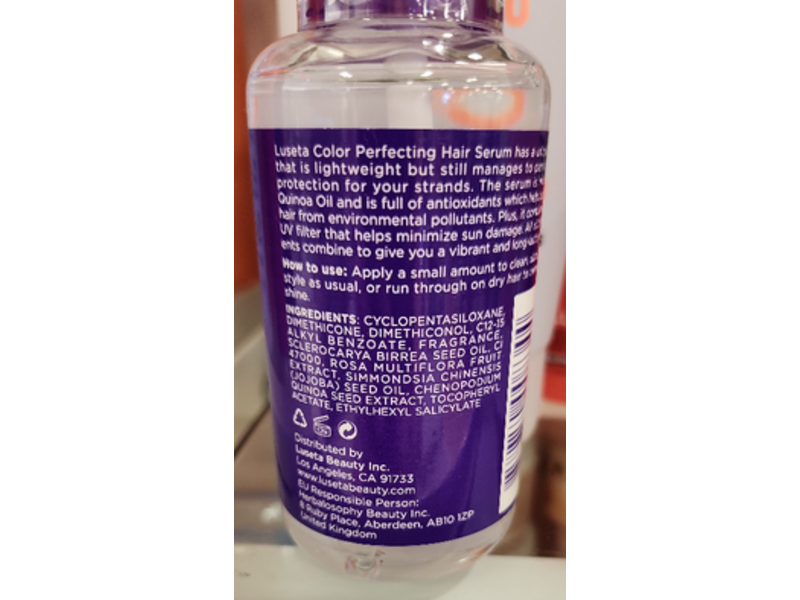 Luseta Color Perfecting Hair Serum has a
that is lightweight but still manages to
protection for your strands. The serum is
Quinoa Oil and is full of antioxidants which
hair from environmental pollutants. Plus, it
UV filter that helps minimize sun damage. All
ents combine to give you a vibrant and
How to use: Apply a small amount to clean,
style as usual, or run through on dry hair to
shine.
INGREDIENTS: CYCLOPENTASILOXANE,
DIMETHICONE, DIMETHICONOL, C12-15
ALKYL BENZOATE, FRAGRANCE,
SCLEROCARYA BIRREA SEED OIL, CI
47000, ROSA MULTIFLORA FRUIT
EXTRACT, SIMMONDSIA CHINENSIS
(JOJOBA) SEED OIL, CHENOPODIUM
QUINOA SEED EXTRACT, TOCOPHERYL
ACETATE, ETHYLHEXYL SALICYLATE
Distributed by
Luseta Beauty Inc.
Los Angeles, CA 91733
www.lusetabeauty.com
EU Responsible Person:
Herbalosophy Beauty Inc.
8 Ruby Place, Aberdeen, AB10 1ZP
United Kingdom